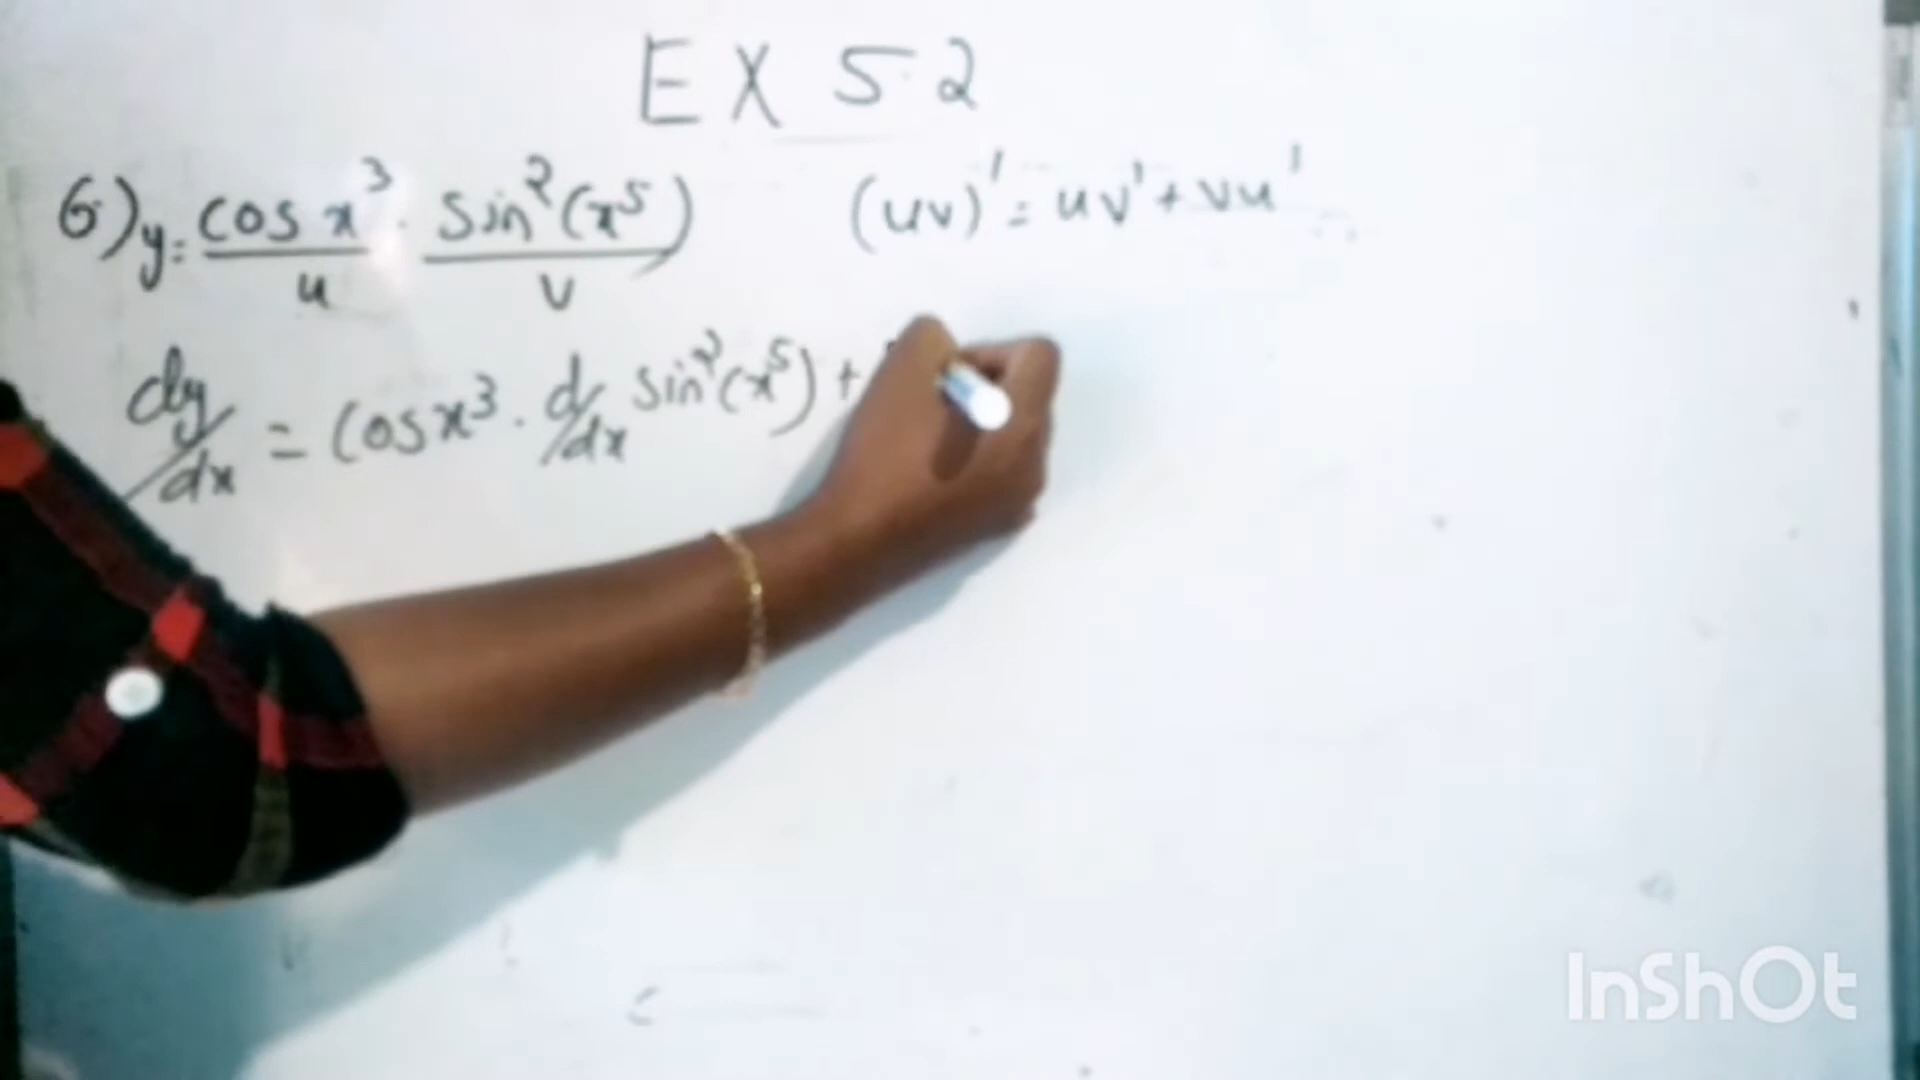 EX 5.2
6) y = cos x³ . sin²(x⁵) (uv)' = uv' + vu'
u v
dy/dx = cos x³ . d/dx sin²(x⁵) +
InShOt